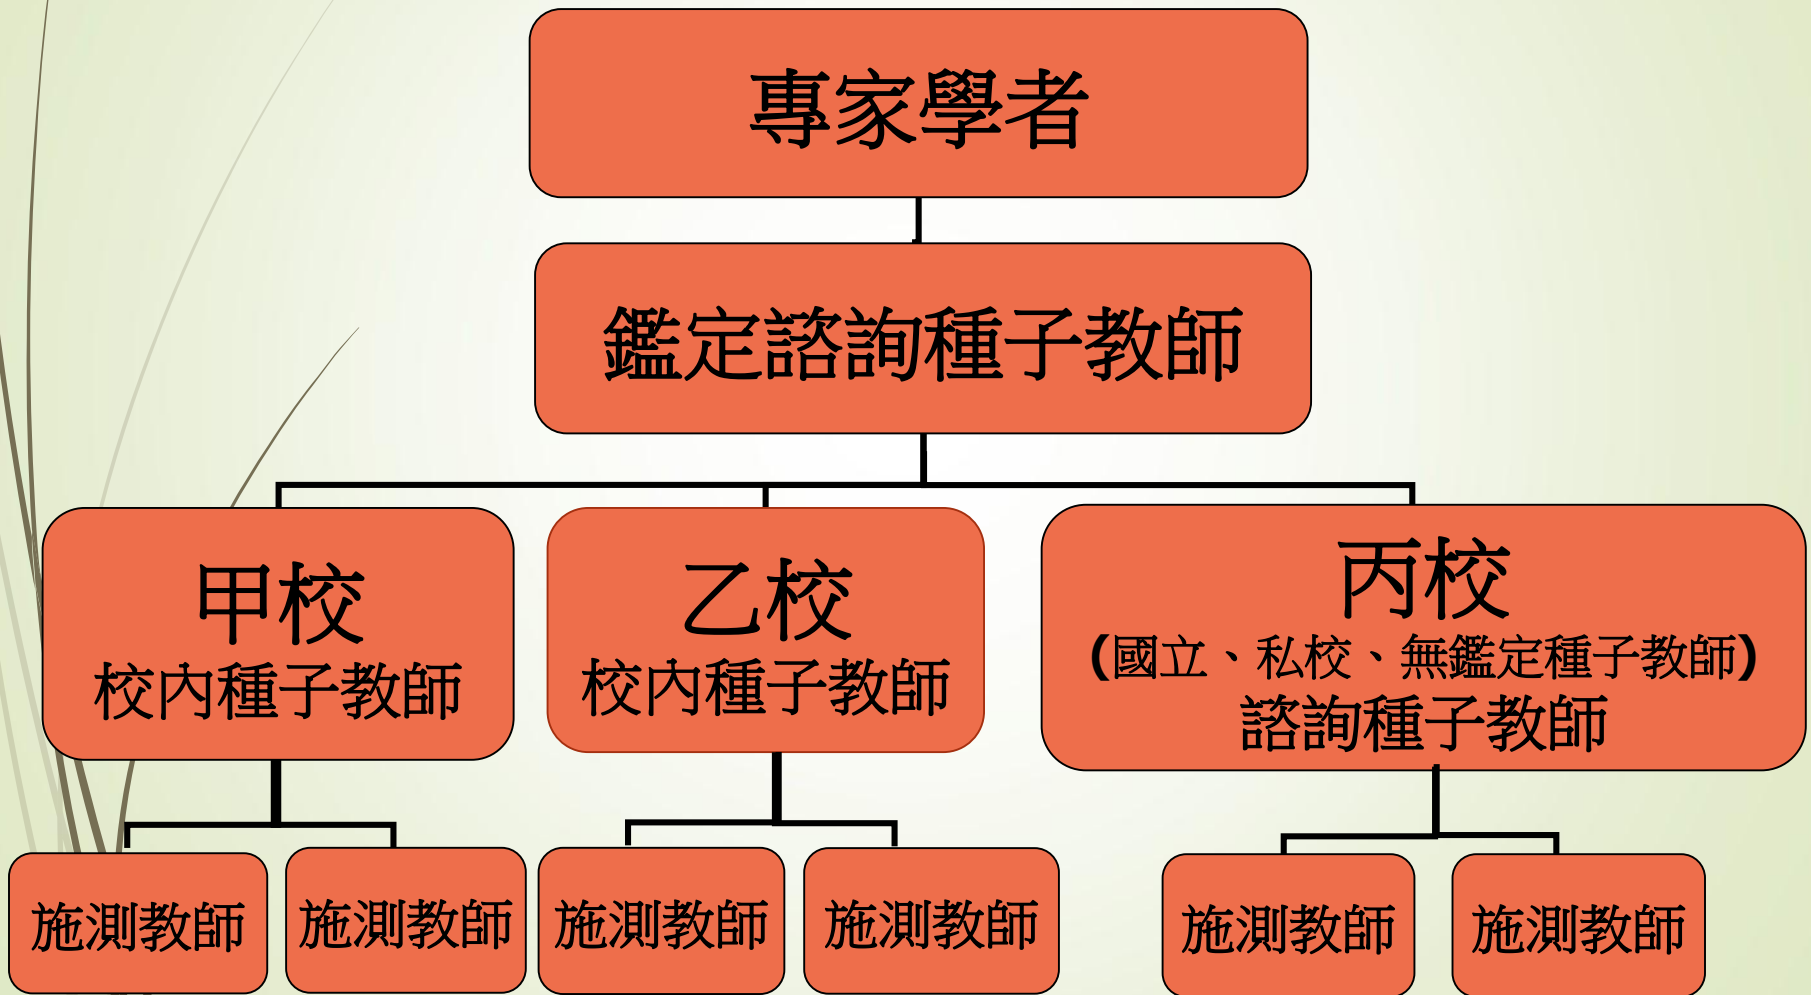 專家學者
鑑定諮詢種子教師
甲校
校內種子教師
乙校
校內種子教師
丙校
(國立、私校、無鑑定種子教師)
諮詢種子教師
施測教師
施測教師
施測教師
施測教師
施測教師
施測教師